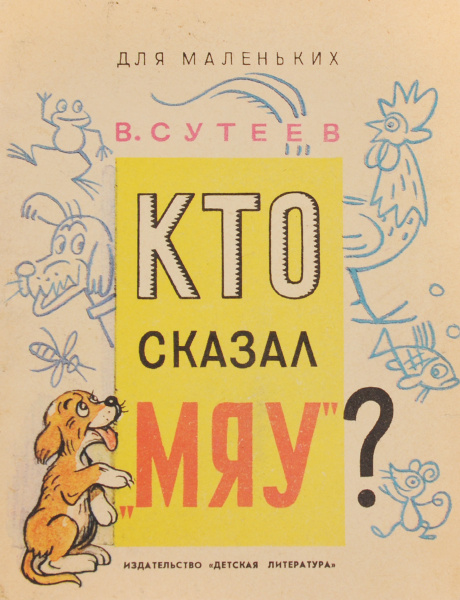 ДЛЯ МАЛЕНЬКИХ
В. СУТЕЕВ
КТО
СКАЗАЛ
„МЯУ"?
ИЗДАТЕЛЬСТВО «ДЕТСКАЯ ЛИТЕРАТУРА»